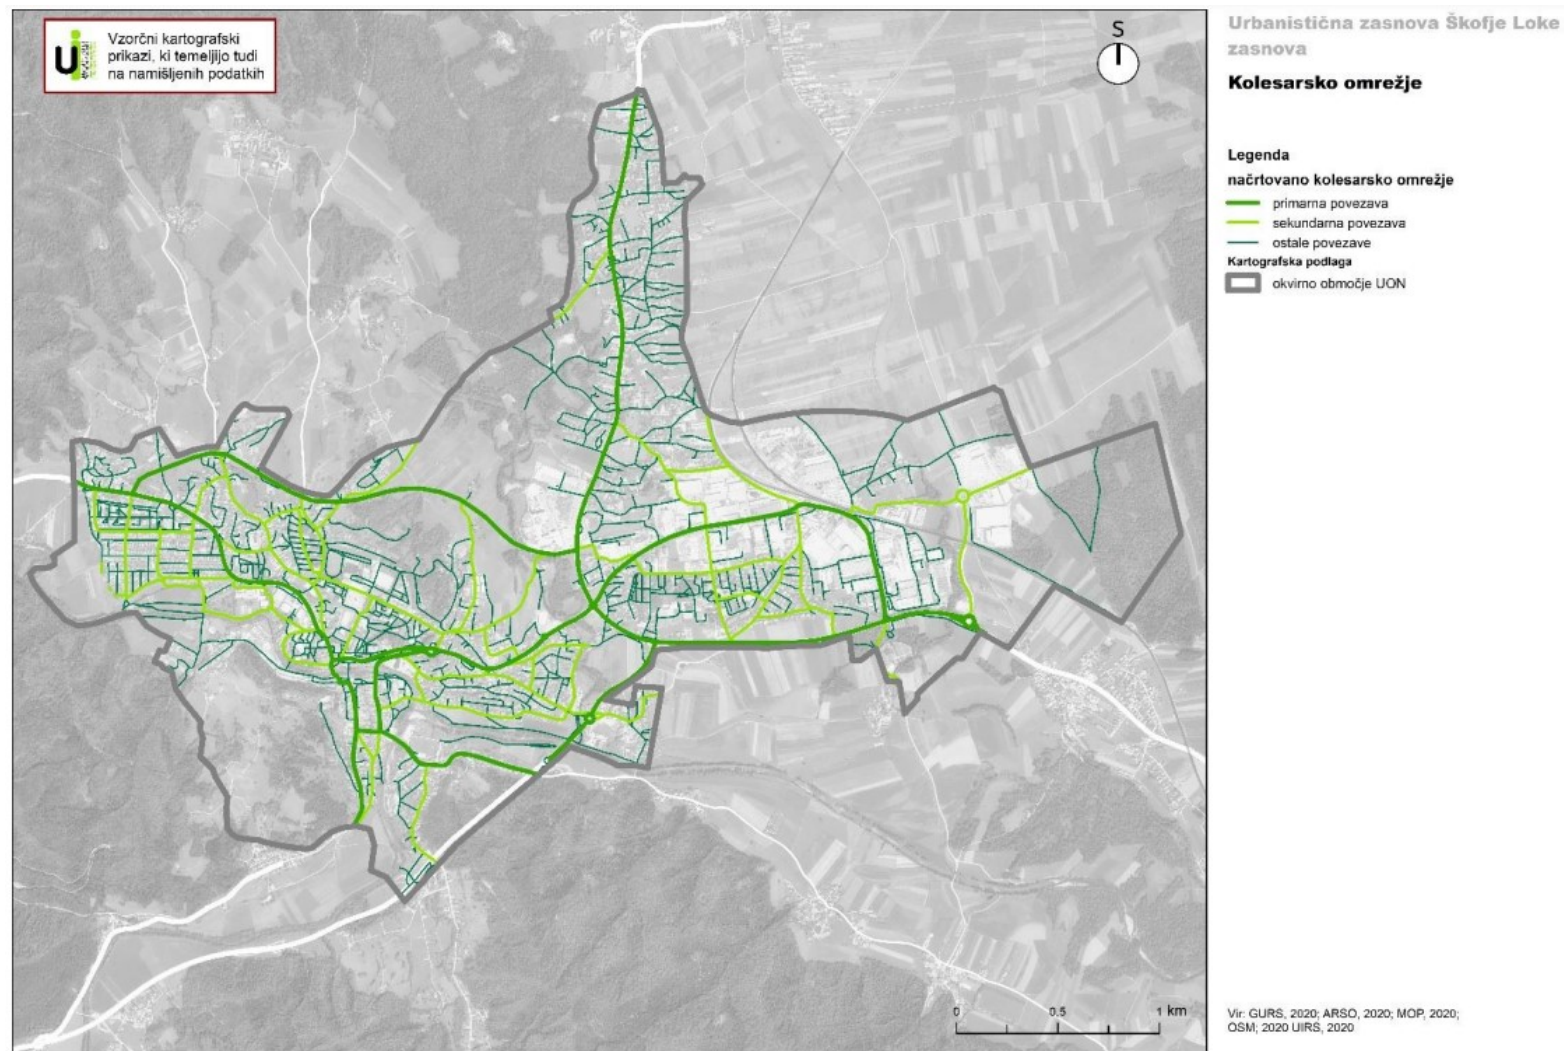 Vzorčni kartografski
prikazi, ki temeljijo tudi
na namišljenih podatkih
S
Urbanistična zasnova Škofje Loke
zasnova
Kolesarsko omrežje
Legenda
načrtovano kolesarsko omrežje
primarna povezava
sekundarna povezava
ostale povezave
Kartografska podlaga
okvirno območje UON
0 0.5 1 km
Vir: GURS, 2020; ARSO, 2020; MOP, 2020;
OSM; 2020 UIRS, 2020